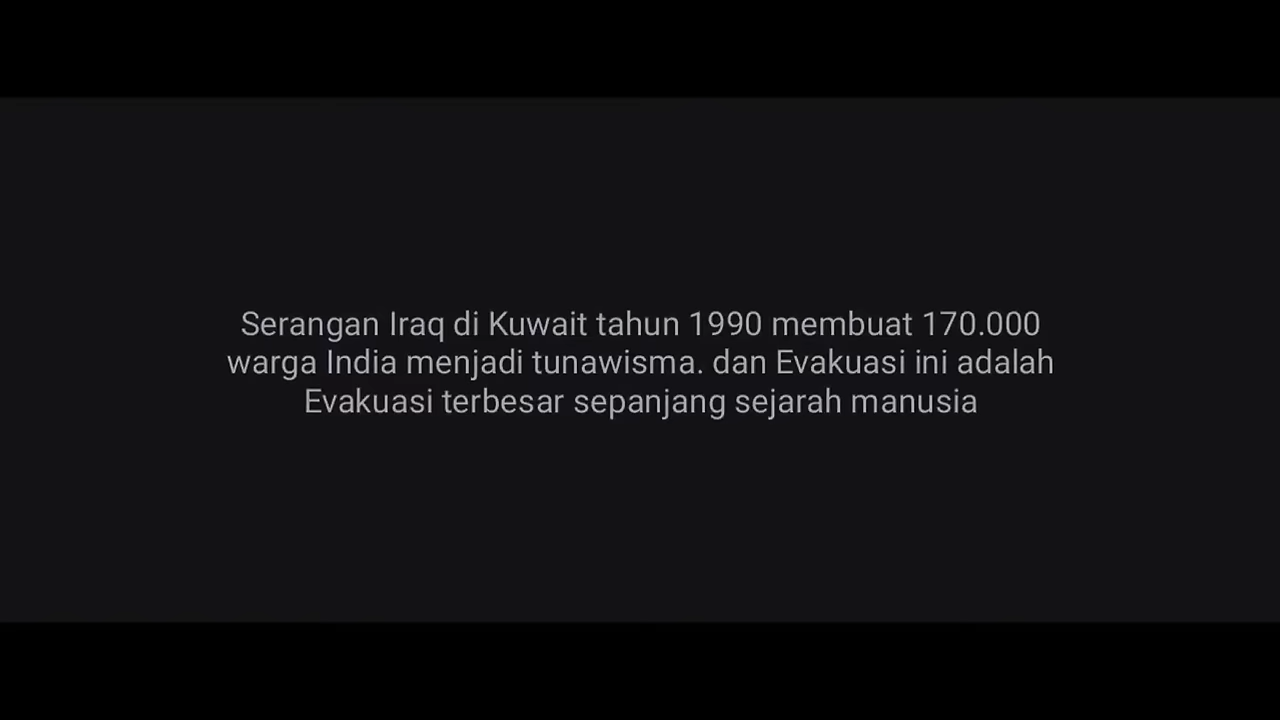 Serangan Iraq di Kuwait tahun 1990 membuat 170.000
warga India menjadi tunawisma. dan Evakuasi ini adalah
Evakuasi terbesar sepanjang sejarah manusia